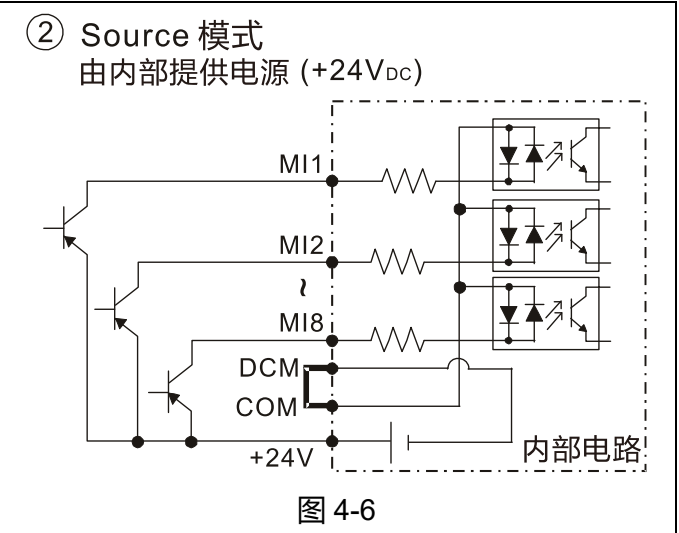 ② Source 模式
由内部提供电源 (+24VDC)
MI1
MI2
~
MI8
DCM
COM
+24V
内部电路
图 4-6